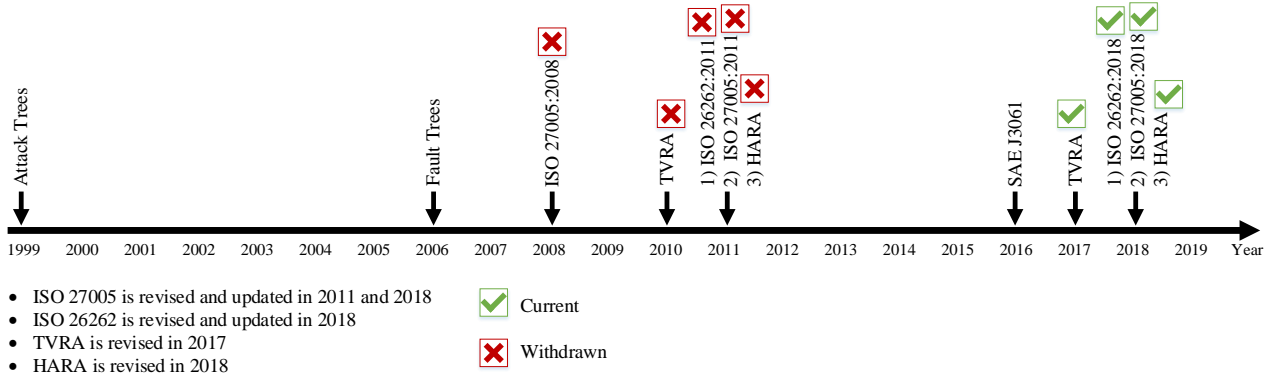 Attack Trees
Fault Trees
ISO 27005:2008
TVRA
1) ISO 26262:2011
2) ISO 27005:2011
3) HARA
SAE J3061
TVRA
1) ISO 26262:2018
2) ISO 27005:2018
3) HARA
1999 2000 2001 2002 2003 2004 2005 2006 2007 2008 2009 2010 2011 2012 2013 2014 2015 2016 2017 2018 2019 Year
• ISO 27005 is revised and updated in 2011 and 2018
• ISO 26262 is revised and updated in 2018
• TVRA is revised in 2017
• HARA is revised in 2018
Current
Withdrawn